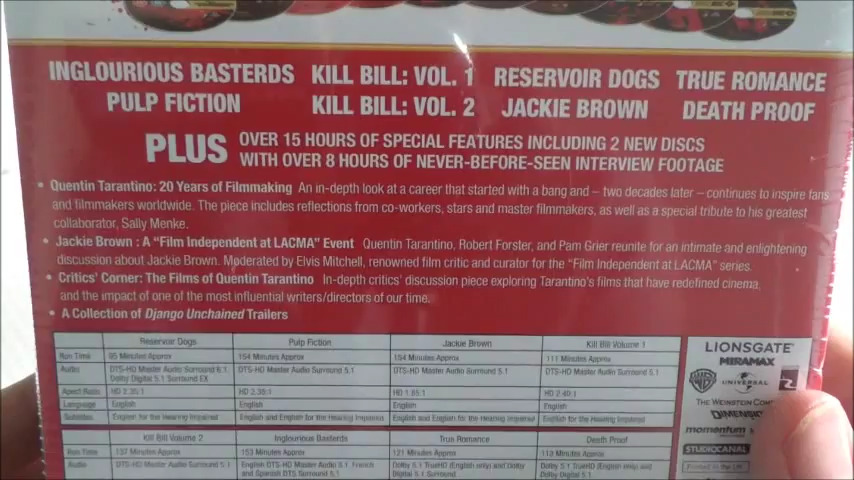 INGLOURIOUS BASTERDS KILL BILL: VOL. 1 RESERVOIR DOGS TRUE ROMANCE
PULP FICTION KILL BILL: VOL. 2 JACKIE BROWN DEATH PROOF
PLUS OVER 15 HOURS OF SPECIAL FEATURES INCLUDING 2 NEW DISCS
WITH OVER 8 HOURS OF NEVER-BEFORE-SEEN INTERVIEW FOOTAGE
• Quentin Tarantino: 20 Years of Filmmaking An in-depth look at a career that started with a bang and – two decades later – continues to inspire fans
and filmmakers worldwide. The piece includes reflections from co-workers, stars and master filmmakers, as well as a special tribute to his greatest
collaborator, Sally Menke.
• Jackie Brown : A “Film Independent at LACMA” Event Quentin Tarantino, Robert Forster, and Pam Grier reunite for an intimate and enlightening
discussion about Jackie Brown. Moderated by Elvis Mitchell, renowned film critic and curator for the “Film Independent at LACMA” series.
• Critics' Corner: The Films of Quentin Tarantino In-depth critics' discussion piece exploring Tarantino's films that have redefined cinema,
and the impact of one of the most influential writers/directors of our time.
• A Collection of Django Unchained Trailers
Reservoir Dogs Pulp Fiction Jackie Brown Kill Bill Volume 1
Run Time 95 Minutes Approx 154 Minutes Approx 154 Minutes Approx 111 Minutes Approx
Audio DTS-HD Master Audio Surround 6.1 DTS-HD Master Audio Surround 5.1 DTS-HD Master Audio Surround 5.1 DTS-HD Master Audio Surround 5.1
Dolby Digital 5.1 Surround EX
Aspect Ratio HD 2.35:1 HD 2.35:1 HD 1.85:1 HD 2.40:1
Language English English English English
Subtitles English for the Hearing Impaired English and English for the Hearing Impaired English and English for the Hearing Impaired English for the Hearing Impaired
Kill Bill Volume 2 Inglourious Basterds True Romance Death Proof
Run Time 137 Minutes Approx 153 Minutes Approx 121 Minutes Approx 113 Minutes Approx
Audio DTS-HD Master Audio Surround 5.1 English DTS-HD Master Audio 5.1, French Dolby 5.1 TrueHD (English only) and Dolby Dolby 5.1 TrueHD (English only) and Dolby
and Spanish DTS Surround 5.1 Digital 5.1 Surround Digital 5.1
LIONSGATE
MIRAMAX
WB UNIVERSAL
THE WEINSTEIN
momentum
STUDIOCANAL
Printed in the UK